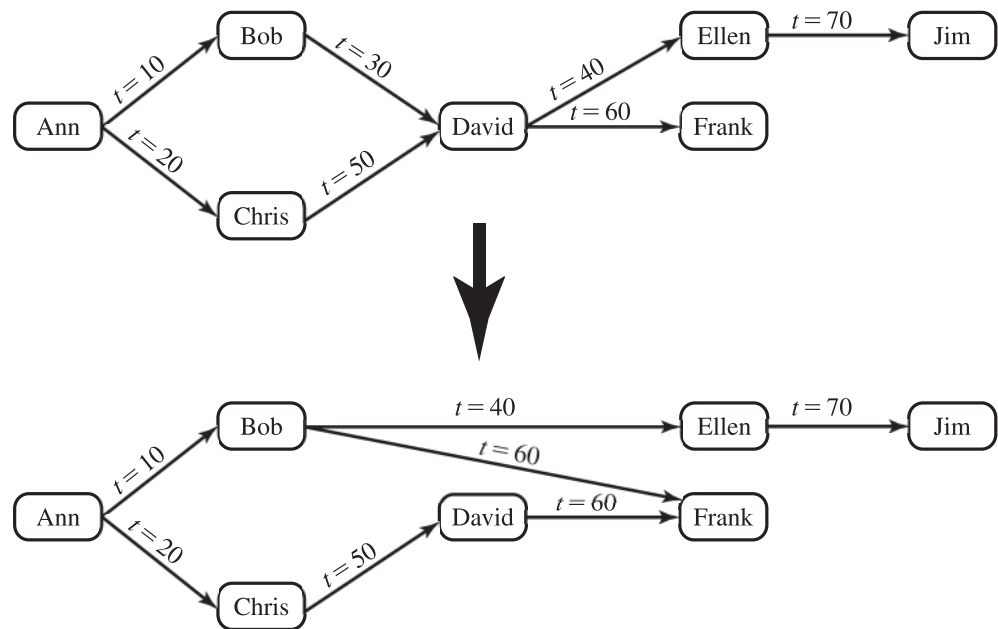 Bob
Ellen
t = 70
Jim
t = 10
t = 30
t = 40
Ann
David
t = 60
Frank
t = 20
t = 50
Chris
Bob
t = 40
Ellen
t = 70
Jim
t = 10
t = 60
Ann
David
t = 60
Frank
t = 20
t = 50
Chris